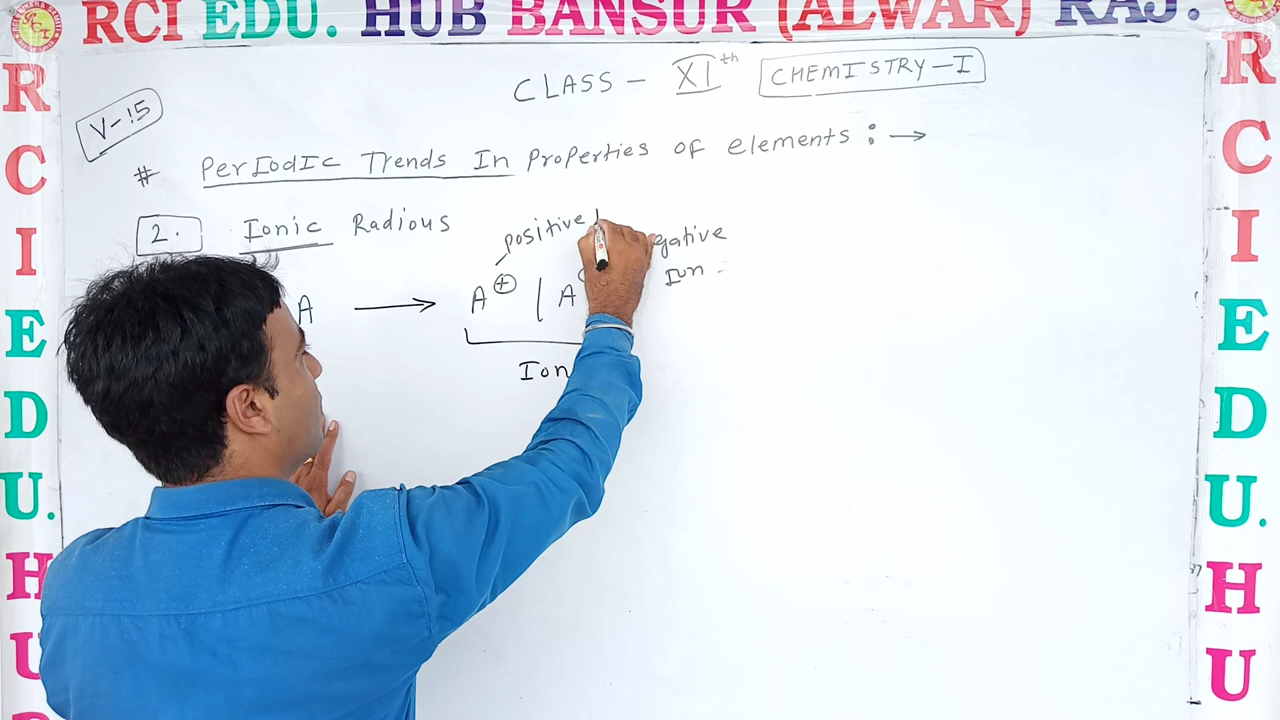 RCI EDU. HUB BANSUR (ALWAR) RAJ.
CLASS - XIth CHEMISTRY-I
V-15
# PerIodIc Trends In Properties of elements : →
2. Ionic Radious
positive
gative
Ion -
A → A⊕ | A
Ion
R
C
I
E
D
U.
H
U
R
C
I
E
D
U.
H
U